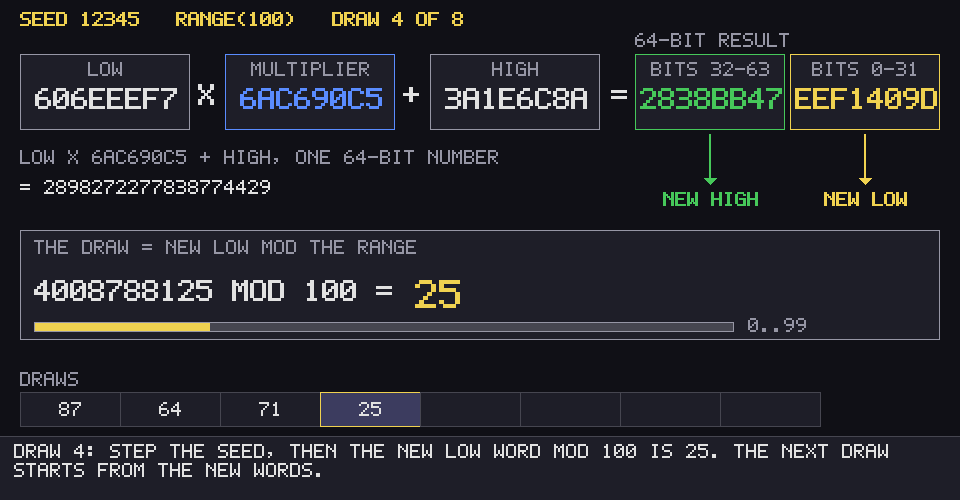 SEED 12345 RANGE(100) DRAW 4 OF 8
64-BIT RESULT
LOW MULTIPLIER HIGH BITS 32-63 BITS 0-31
606EEEF7 X 6AC690C5 + 3A1E6C8A = 2838BB47 EEF1409D
LOW X 6AC690C5 + HIGH, ONE 64-BIT NUMBER
= 2898272277838774429
NEW HIGH NEW LOW
THE DRAW = NEW LOW MOD THE RANGE
4008788125 MOD 100 = 25
0..99
DRAWS
87 64 71 25
DRAW 4: STEP THE SEED, THEN THE NEW LOW WORD MOD 100 IS 25. THE NEXT DRAW
STARTS FROM THE NEW WORDS.